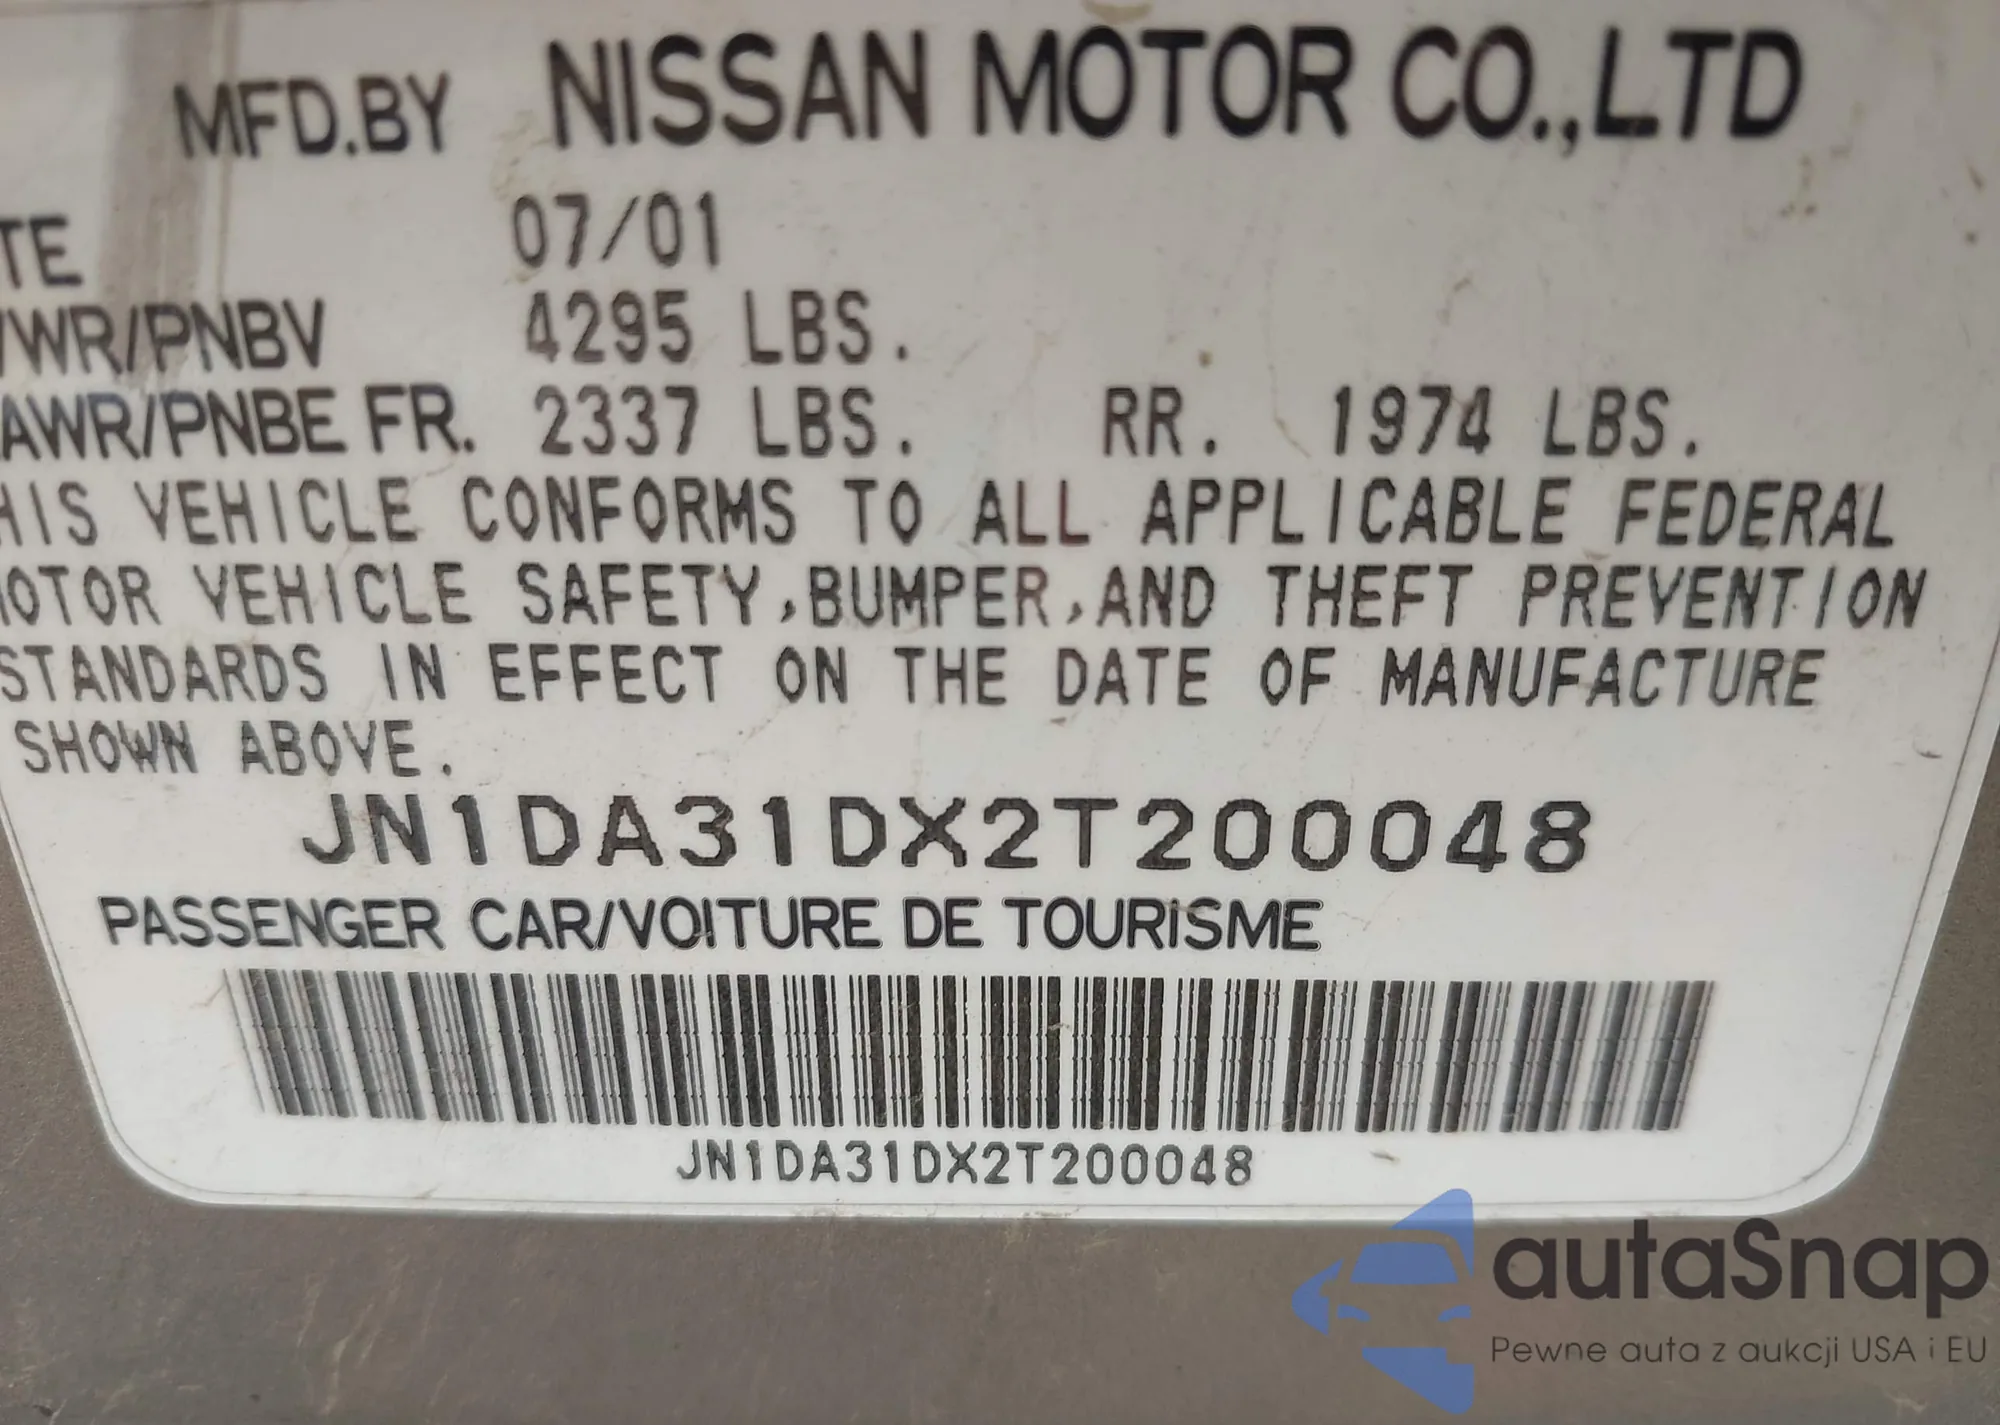 MFD.BY NISSAN MOTOR CO.,LTD
TE 07/01
VWR/PNBV 4295 LBS.
AWR/PNBE FR. 2337 LBS. RR. 1974 LBS.
HIS VEHICLE CONFORMS TO ALL APPLICABLE FEDERAL
OTOR VEHICLE SAFETY,BUMPER,AND THEFT PREVENTION
STANDARDS IN EFFECT ON THE DATE OF MANUFACTURE
SHOWN ABOVE.
JN1DA31DX2T200048
PASSENGER CAR/VOITURE DE TOURISME
JN1DA31DX2T200048
autaSnap
Pewne auta z aukcji USA i EU